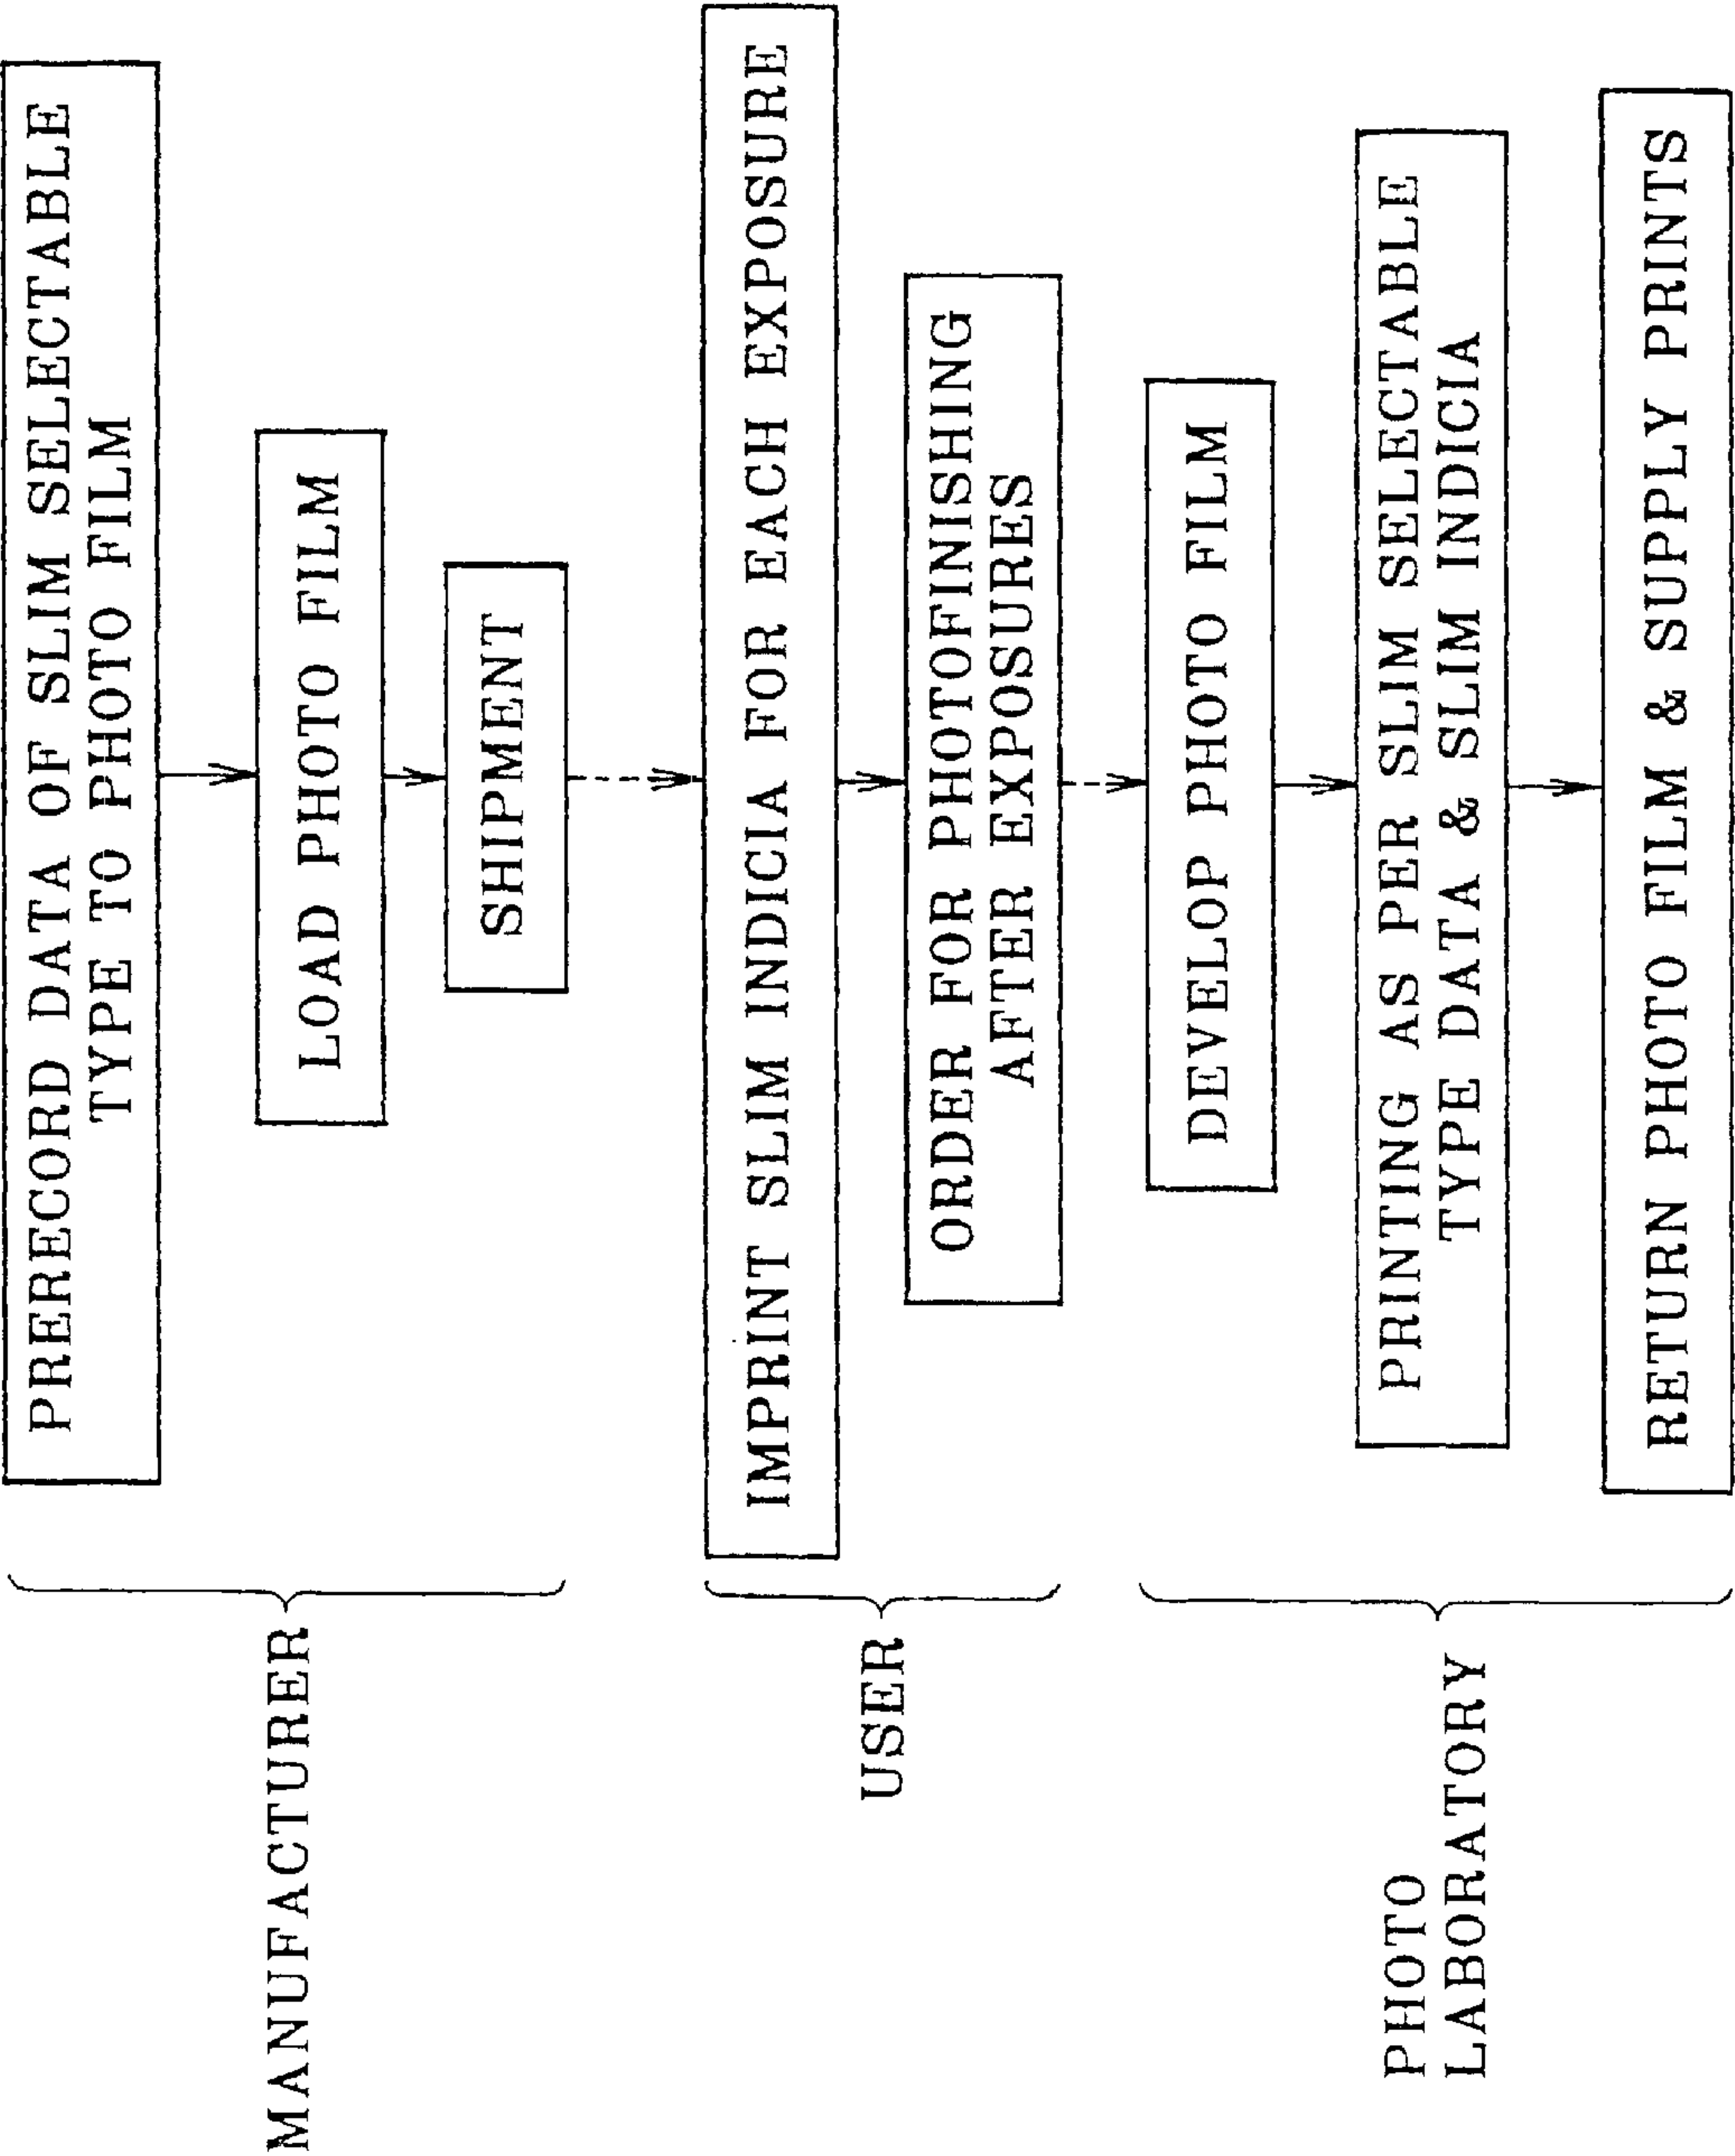 MANUFACTURER
PRERECORD DATA OF SLIM SELECTABLE
TYPE TO PHOTO FILM
LOAD PHOTO FILM
SHIPMENT
USER
IMPRINT SLIM INDICIA FOR EACH EXPOSURE
ORDER FOR PHOTOFINISHING
AFTER EXPOSURES
PHOTO
LABORATORY
DEVELOP PHOTO FILM
PRINTING AS PER SLIM SELECTABLE
TYPE DATA & SLIM INDICIA
RETURN PHOTO FILM & SUPPLY PRINTS